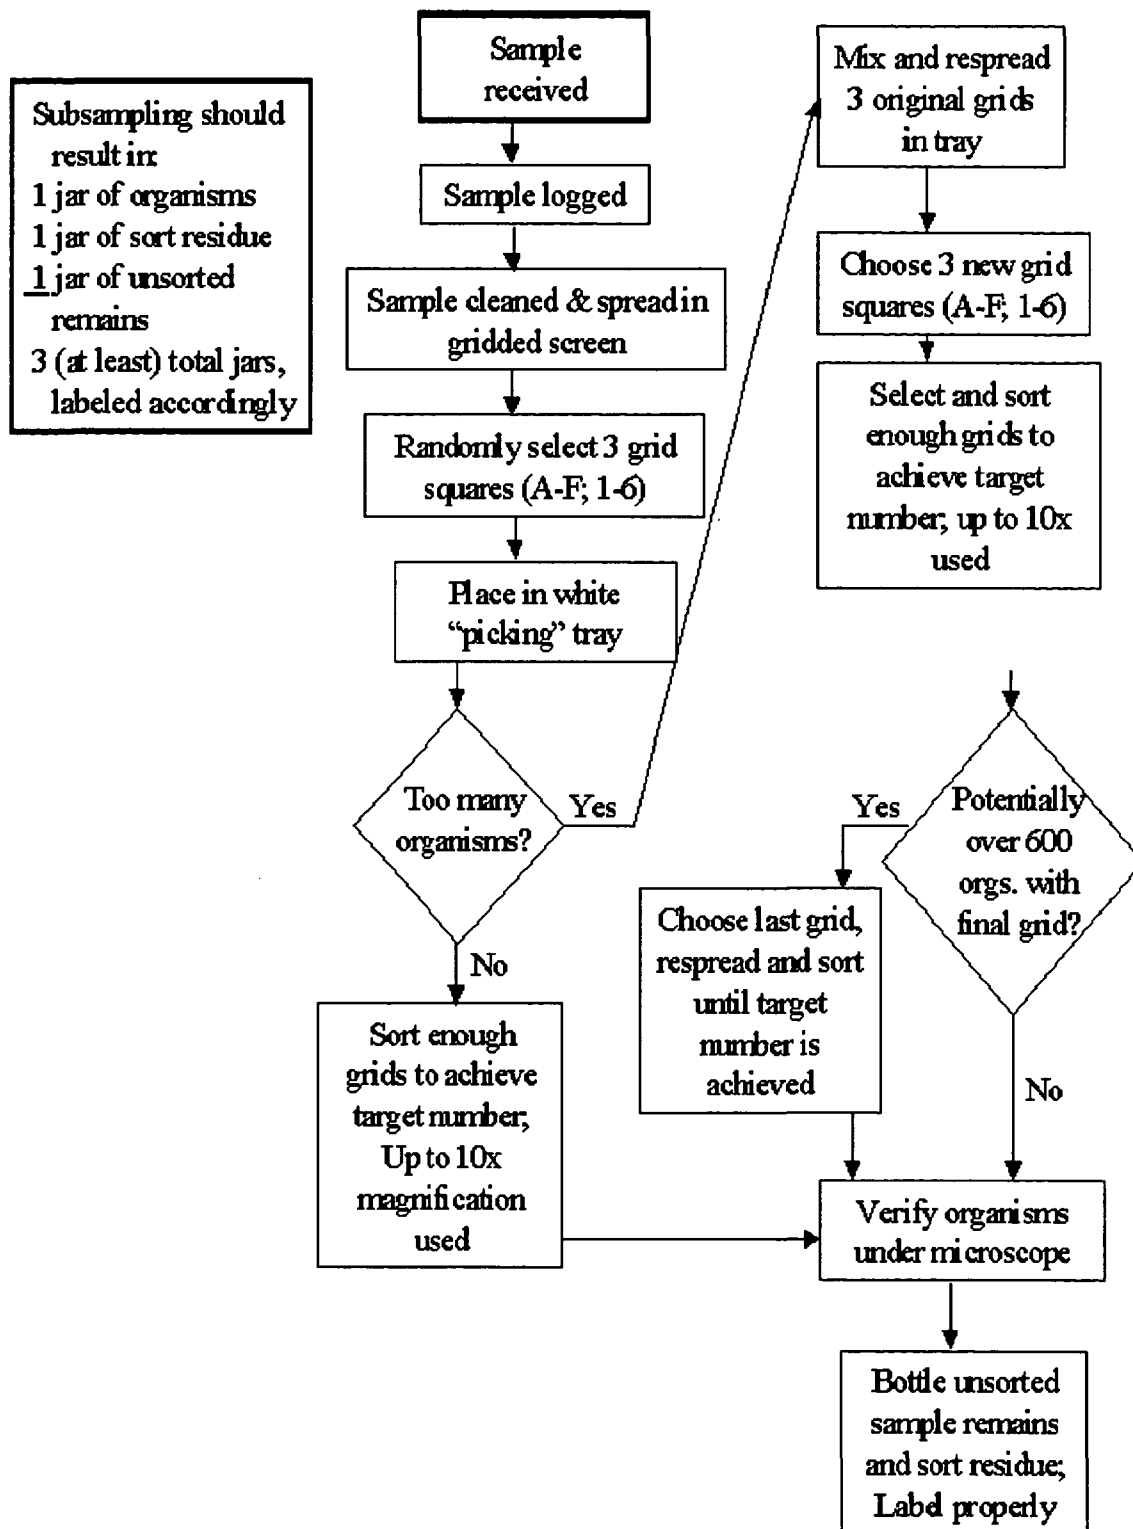 Subsampling should
result in:
1 jar of organisms
1 jar of sort residue
1 jar of unsorted
remains
3 (at least) total jars,
labeled accordingly
Sample
received
Sample logged
Sample cleaned & spread in
gridded screen
Randomly select 3 grid
squares (A-F; 1-6)
Place in white
“picking” tray
Too many
organisms?
Yes
No
Sort enough
grids to achieve
target number;
Up to 10x
magnification
used
Mix and respread
3 original grids
in tray
Choose 3 new grid
squares (A-F; 1-6)
Select and sort
enough grids to
achieve target
number; up to 10x
used
Potentially
over 600
orgs. with
final grid?
Yes
No
Choose last grid,
respread and sort
until target
number is
achieved
Verify organisms
under microscope
Bottle unsorted
sample remains
and sort residue;
Label properly